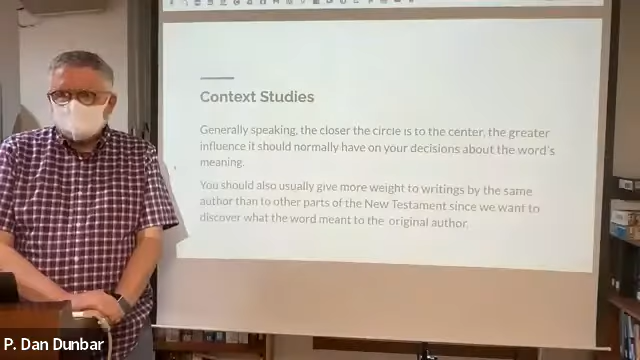 Context Studies
Generally speaking, the closer the circle is to the center, the greater
influence it should normally have on your decisions about the word's
meaning.
You should also usually give more weight to writings by the same
author than to other parts of the New Testament since we want to
discover what the word meant to the original author.
P. Dan Dunbar